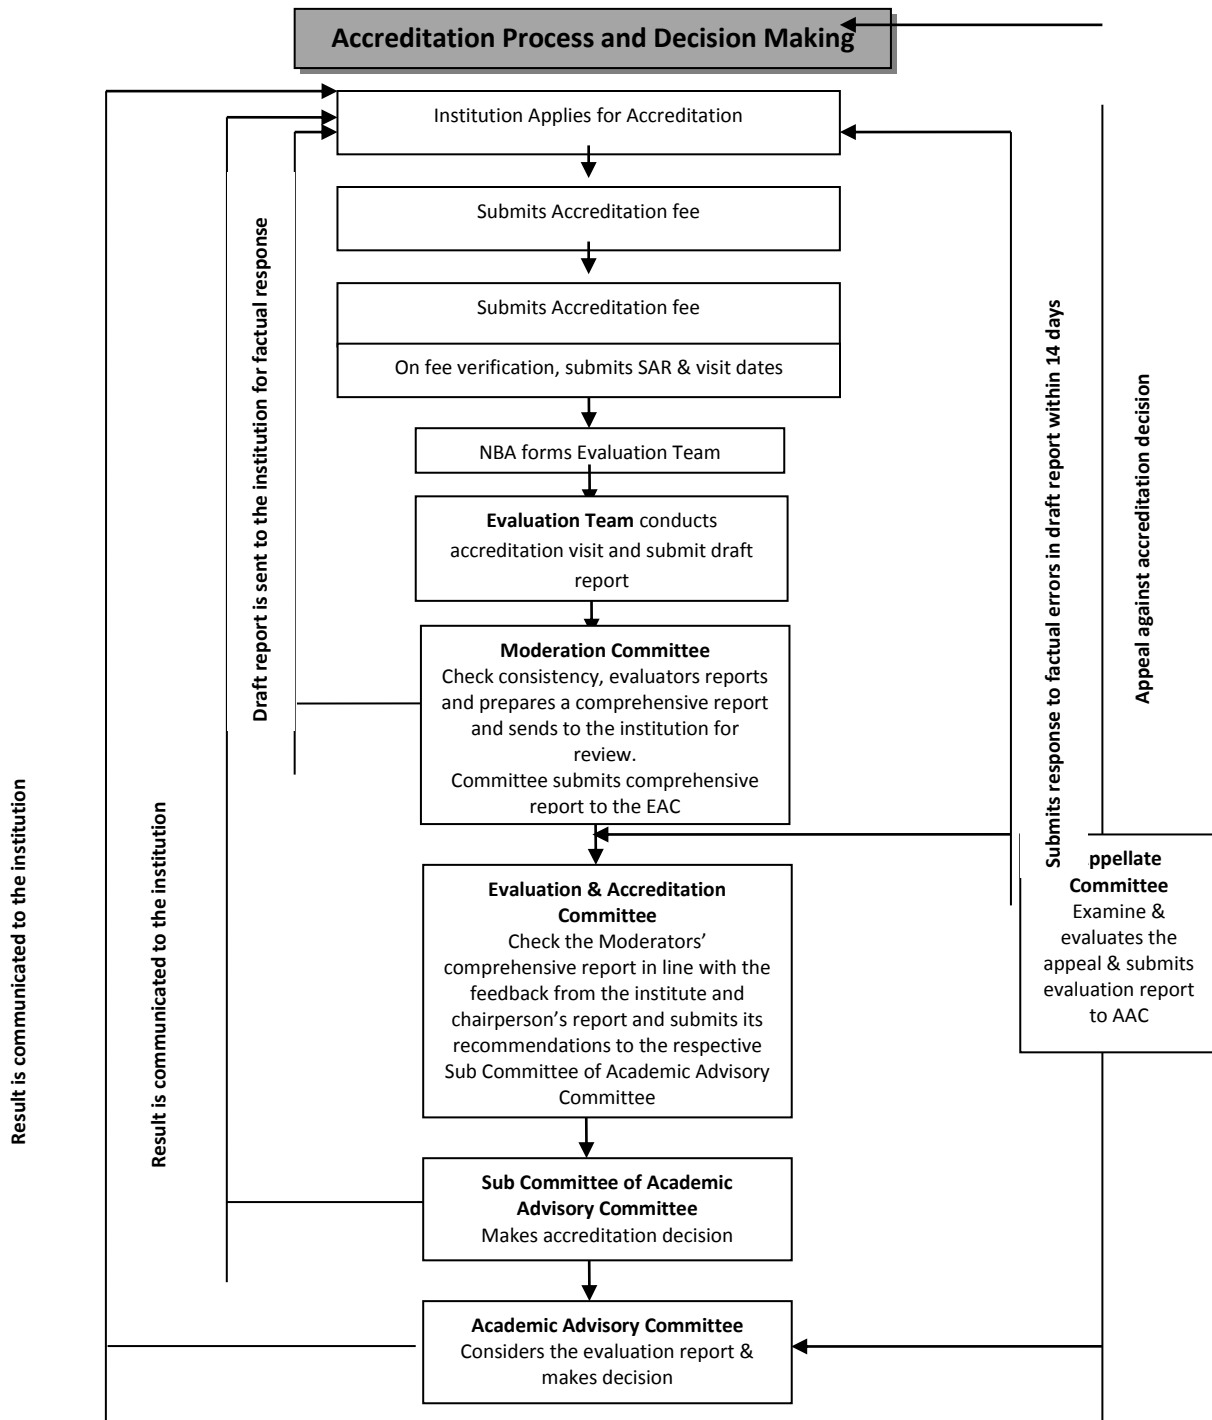 Accreditation Process and Decision Making
Institution Applies for Accreditation
Submits Accreditation fee
Submits Accreditation fee
On fee verification, submits SAR & visit dates
NBA forms Evaluation Team
Evaluation Team conducts
accreditation visit and submit draft
report
Moderation Committee
Check consistency, evaluators reports
and prepares a comprehensive report
and sends to the institution for
review.
Committee submits comprehensive
report to the EAC
Evaluation & Accreditation
Committee
Check the Moderators’
comprehensive report in line with the
feedback from the institute and
chairperson’s report and submits its
recommendations to the respective
Sub Committee of Academic Advisory
Committee
Sub Committee of Academic
Advisory Committee
Makes accreditation decision
Academic Advisory Committee
Considers the evaluation report &
makes decision
Result is communicated to the institution
Result is communicated to the institution
Draft report is sent to the institution for factual response
Submits response to factual errors in draft report within 14 days
Appeal against accreditation decision
ppellate
Committee
Examine &
evaluates the
appeal & submits
evaluation report
to AAC